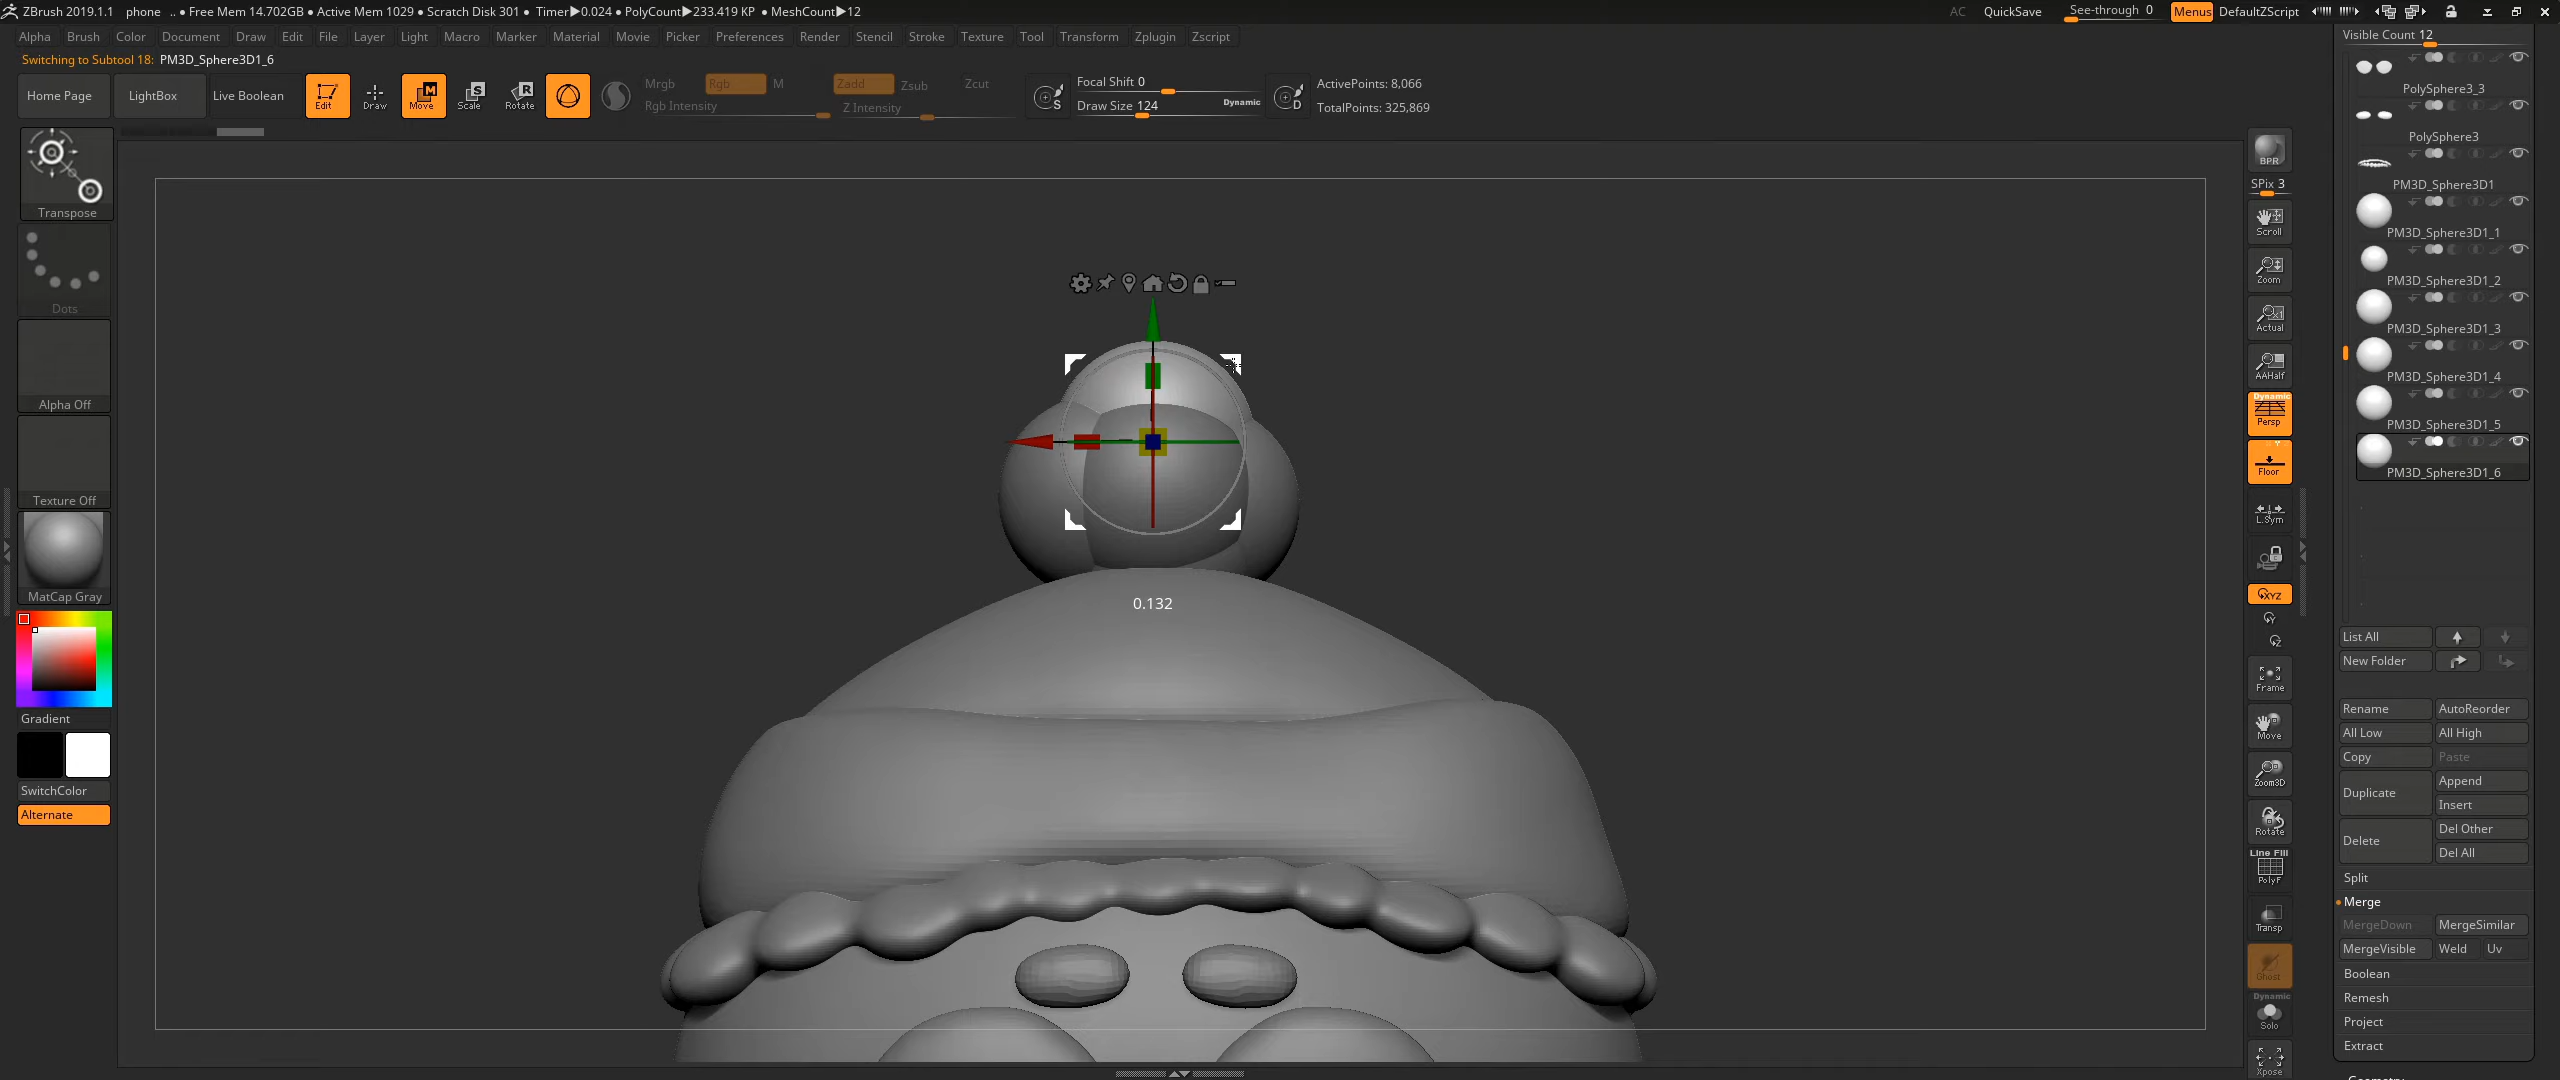 ZBrush 2019.1.1 phone .. ● Free Mem 14.702GB ● Active Mem 1029 ● Scratch Disk 301 ● Timer▶0.024 ● PolyCount▶233.419 KP ● MeshCount▶12 AC QuickSave See-through 0 Menus DefaultZScript
Alpha Brush Color Document Draw Edit File Layer Light Macro Marker Material Movie Picker Preferences Render Stencil Stroke Texture Tool Transform Zplugin Zscript
Switching to Subtool 18: PM3D_Sphere3D1_6
Home Page LightBox Live Boolean Edit Draw Move Scale Rotate
Mrgb Rgb M Zadd Zsub Zcut
Rgb Intensity Z Intensity
Focal Shift 0
Draw Size 124 Dynamic
ActivePoints: 8,066
TotalPoints: 325,869
Transpose
Dots
Alpha Off
Texture Off
MatCap Gray
Gradient
SwitchColor
Alternate
0.132
BPR
SPix 3
Scroll
Zoom
Actual
AAHalf
Dynamic
Persp
Floor
L.Sym
XYZ
Frame
Move
Zoom3D
Rotate
Line Fill
PolyF
Transp
Ghost
Dynamic
Solo
Xpose
Visible Count 12
PolySphere3_3
PolySphere3
PM3D_Sphere3D1
PM3D_Sphere3D1_1
PM3D_Sphere3D1_2
PM3D_Sphere3D1_3
PM3D_Sphere3D1_4
PM3D_Sphere3D1_5
PM3D_Sphere3D1_6
List All
New Folder
Rename AutoReorder
All Low All High
Copy Paste
Duplicate Append
Insert
Delete Del Other
Del All
Split
Merge
MergeDown MergeSimilar
MergeVisible Weld Uv
Boolean
Remesh
Project
Extract